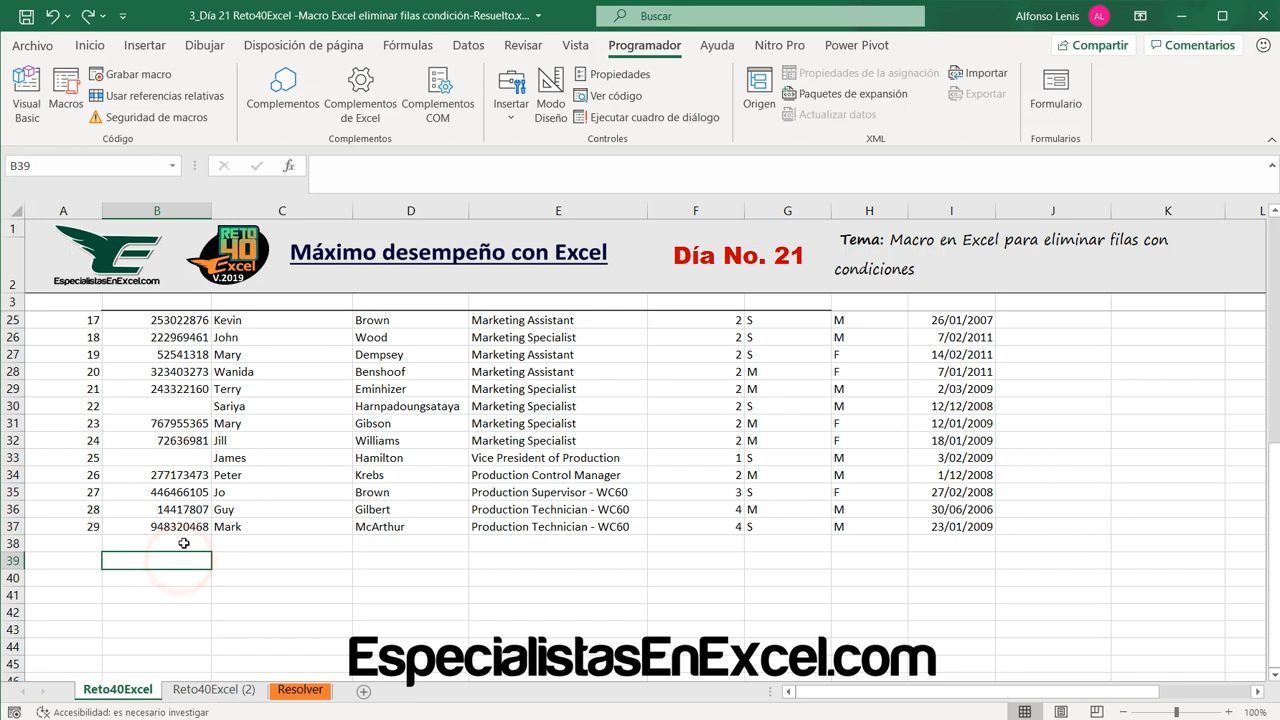 3_Día 21 Reto40Excel -Macro Excel eliminar filas condición-Resuelto.x...
Buscar
Alfonso Lenis
AL
Archivo Inicio Insertar Dibujar Disposición de página Fórmulas Datos Revisar Vista Programador Ayuda Nitro Pro Power Pivot
Compartir
Comentarios
Visual Basic
Macros
Grabar macro
Usar referencias relativas
Seguridad de macros
Código
Complementos
Complementos de Excel
Complementos COM
Complementos
Insertar
Modo Diseño
Propiedades
Ver código
Ejecutar cuadro de diálogo
Controles
Origen
Propiedades de la asignación
Paquetes de expansión
Actualizar datos
Importar
Exportar
XML
Formulario
Formularios
B39
fx
A B C D E F G H I J K L
1
2
3
EspecialistasEnExcel.com
RETO
40
Excel
V.2019
Máximo desempeño con Excel
Día No. 21
Tema: Macro en Excel para eliminar filas con
condiciones
25 17 253022876 Kevin Brown Marketing Assistant 2 S M 26/01/2007
26 18 222969461 John Wood Marketing Specialist 2 S M 7/02/2011
27 19 52541318 Mary Dempsey Marketing Assistant 2 S F 14/02/2011
28 20 323403273 Wanida Benshoof Marketing Assistant 2 M F 7/01/2011
29 21 243322160 Terry Eminhizer Marketing Specialist 2 M M 2/03/2009
30 22 Sariya Harnpadoungsataya Marketing Specialist 2 S M 12/12/2008
31 23 767955365 Mary Gibson Marketing Specialist 2 M F 12/01/2009
32 24 72636981 Jill Williams Marketing Specialist 2 M F 18/01/2009
33 25 James Hamilton Vice President of Production 1 S M 3/02/2009
34 26 277173473 Peter Krebs Production Control Manager 2 M M 1/12/2008
35 27 446466105 Jo Brown Production Supervisor - WC60 3 S F 27/02/2008
36 28 14417807 Guy Gilbert Production Technician - WC60 4 M M 30/06/2006
37 29 948320468 Mark McArthur Production Technician - WC60 4 S M 23/01/2009
38
39
40
41
42
43
44
45
46
EspecialistasEnExcel.com
Reto40Excel Reto40Excel (2) Resolver
Accesibilidad: es necesario investigar
100%